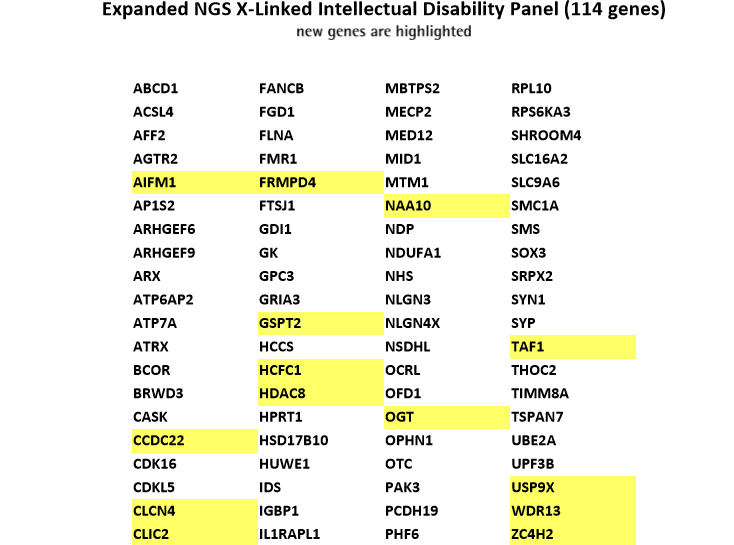 Expanded NGS X-Linked Intellectual Disability Panel (114 genes)
new genes are highlighted
ABCD1 FANCB MBTPS2 RPL10
ACSL4 FGD1 MECP2 RPS6KA3
AFF2 FLNA MED12 SHROOM4
AGTR2 FMR1 MID1 SLC16A2
AIFM1 FRMPD4 MTM1 SLC9A6
AP1S2 FTSJ1 NAA10 SMC1A
ARHGEF6 GDI1 NDP SMS
ARHGEF9 GK NDUFA1 SOX3
ARX GPC3 NHS SRPX2
ATP6AP2 GRIA3 NLGN3 SYN1
ATP7A GSPT2 NLGN4X SYP
ATRX HCCS NSDHL TAF1
BCOR HCFC1 OCRL THOC2
BRWD3 HDAC8 OFD1 TIMM8A
CASK HPRT1 OGT TSPAN7
CCDC22 HSD17B10 OPHN1 UBE2A
CDK16 HUWE1 OTC UPF3B
CDKL5 IDS PAK3 USP9X
CLCN4 IGBP1 PCDH19 WDR13
CLIC2 IL1RAPL1 PHF6 ZC4H2